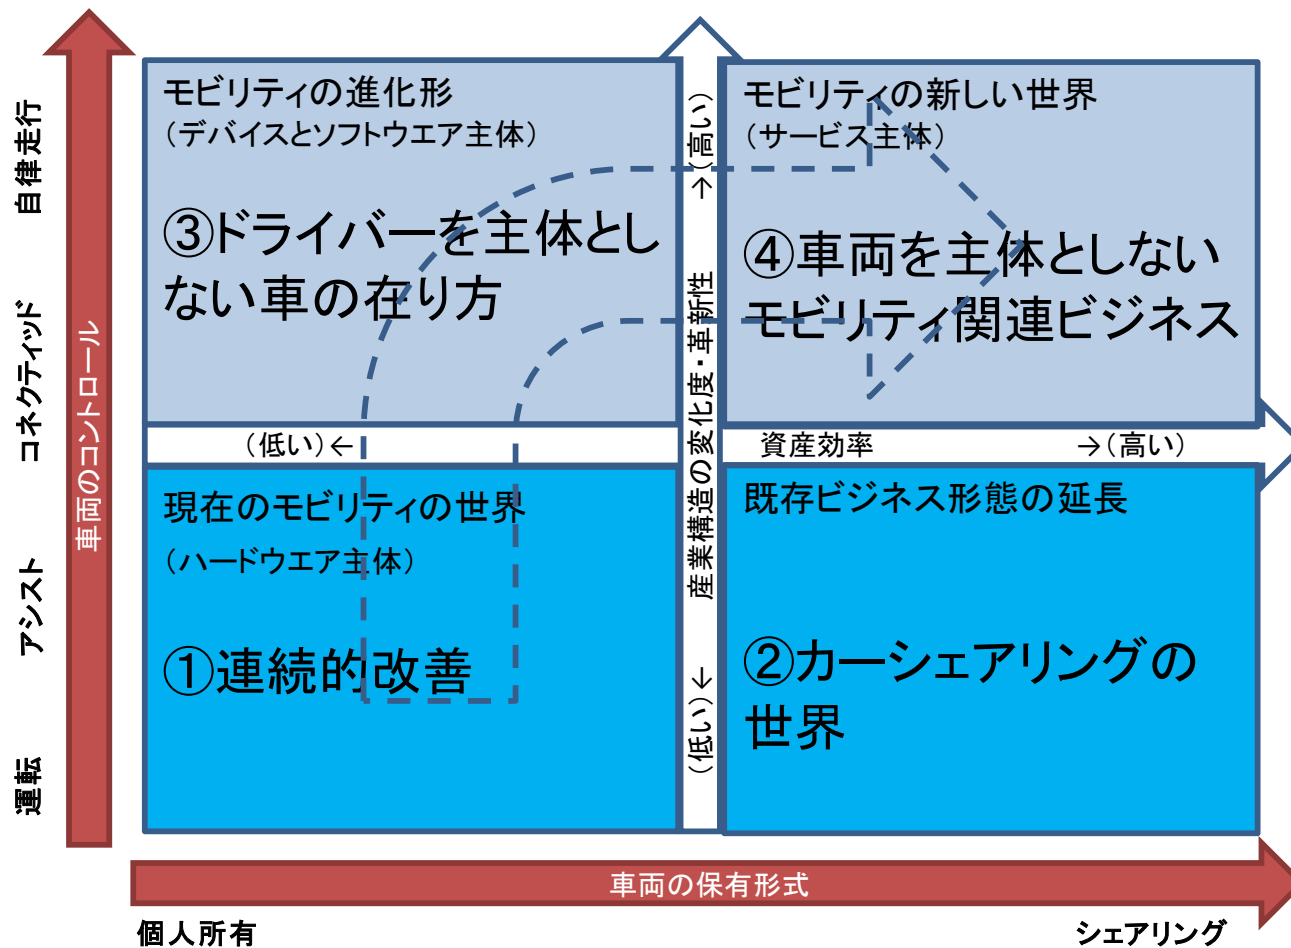 モビリティの進化形
（デバイスとソフトウエア主体）
③ドライバーを主体とし
ない車の在り方
モビリティの新しい世界
（サービス主体）
④車両を主体としない
モビリティ関連ビジネス
（低い）←
資産効率
→（高い）
現在のモビリティの世界
（ハードウエア主体）
①連続的改善
既存ビジネス形態の延長
②カーシェアリングの
世界
（低い）← 産業構造の変化度・革新性 →（高い）
車両のコントロール
自律走行
コネクティッド
アシスト
運転
車両の保有形式
個人所有
シェアリング